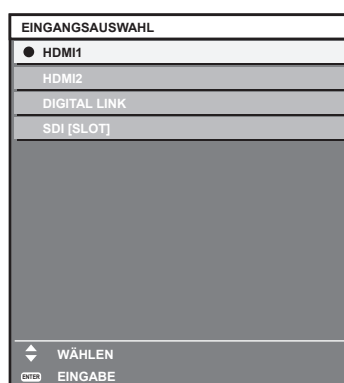 EINGANGSAUSWAHL
HDMI1
HDMI2
DIGITAL LINK
SDI [SLOT]
WÄHLEN
ENTER EINGABE